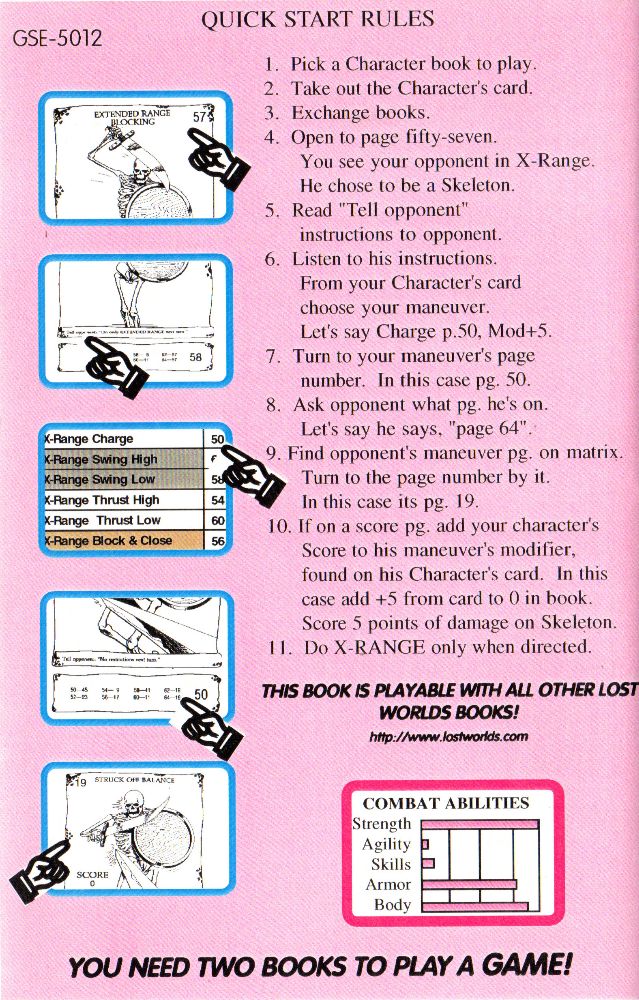 QUICK START RULES
GSE-5012
1. Pick a Character book to play.
2. Take out the Character's card.
3. Exchange books.
4. Open to page fifty-seven.
You see your opponent in X-Range.
He chose to be a Skeleton.
5. Read "Tell opponent"
instructions to opponent.
6. Listen to his instructions.
From your Character's card
choose your maneuver.
Let's say Charge p.50, Mod+5.
7. Turn to your maneuver's page
number. In this case pg. 50.
8. Ask opponent what pg. he's on.
Let's say he says, "page 64".
9. Find opponent's maneuver pg. on matrix.
Turn to the page number by it.
In this case its pg. 19.
10. If on a score pg. add your character's
Score to his maneuver's modifier,
found on his Character's card. In this
case add +5 from card to 0 in book.
Score 5 points of damage on Skeleton.
11. Do X-RANGE only when directed.
THIS BOOK IS PLAYABLE WITH ALL OTHER LOST
WORLDS BOOKS!
http://www.lostworlds.com
EXTENDED RANGE
BLOCKING
57
58
X-Range Charge 50
X-Range Swing High
X-Range Swing Low 58
X-Range Thrust High 54
X-Range Thrust Low 60
X-Range Block & Close 56
Tell opponent: "No restrictions next turn."
50
19 STRUCK OFF BALANCE
SCORE
0
COMBAT ABILITIES
Strength
Agility
Skills
Armor
Body
YOU NEED TWO BOOKS TO PLAY A GAME!